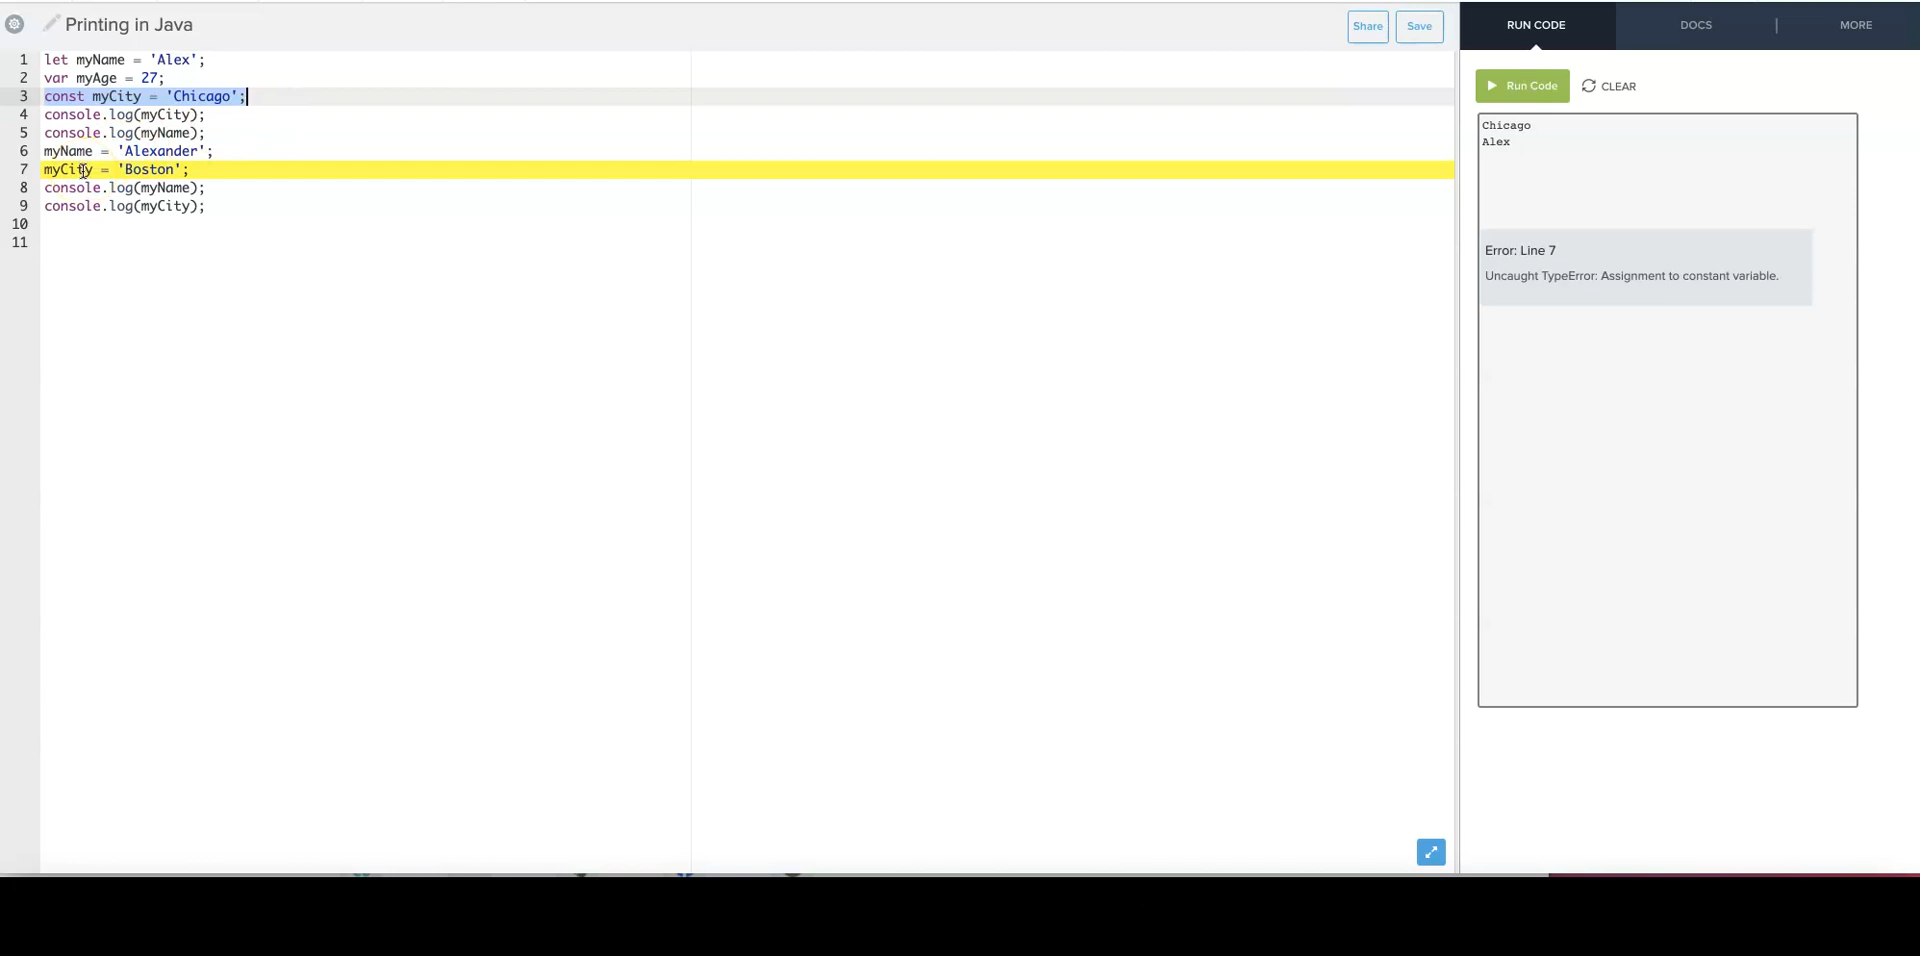 Printing in Java
Share
Save
RUN CODE
DOCS
|
MORE
1 let myName = 'Alex';
2 var myAge = 27;
3 const myCity = 'Chicago';
4 console.log(myCity);
5 console.log(myName);
6 myName = 'Alexander';
7 myCity = 'Boston';
8 console.log(myName);
9 console.log(myCity);
10
11
Run Code
CLEAR
Chicago
Alex
Error: Line 7
Uncaught TypeError: Assignment to constant variable.